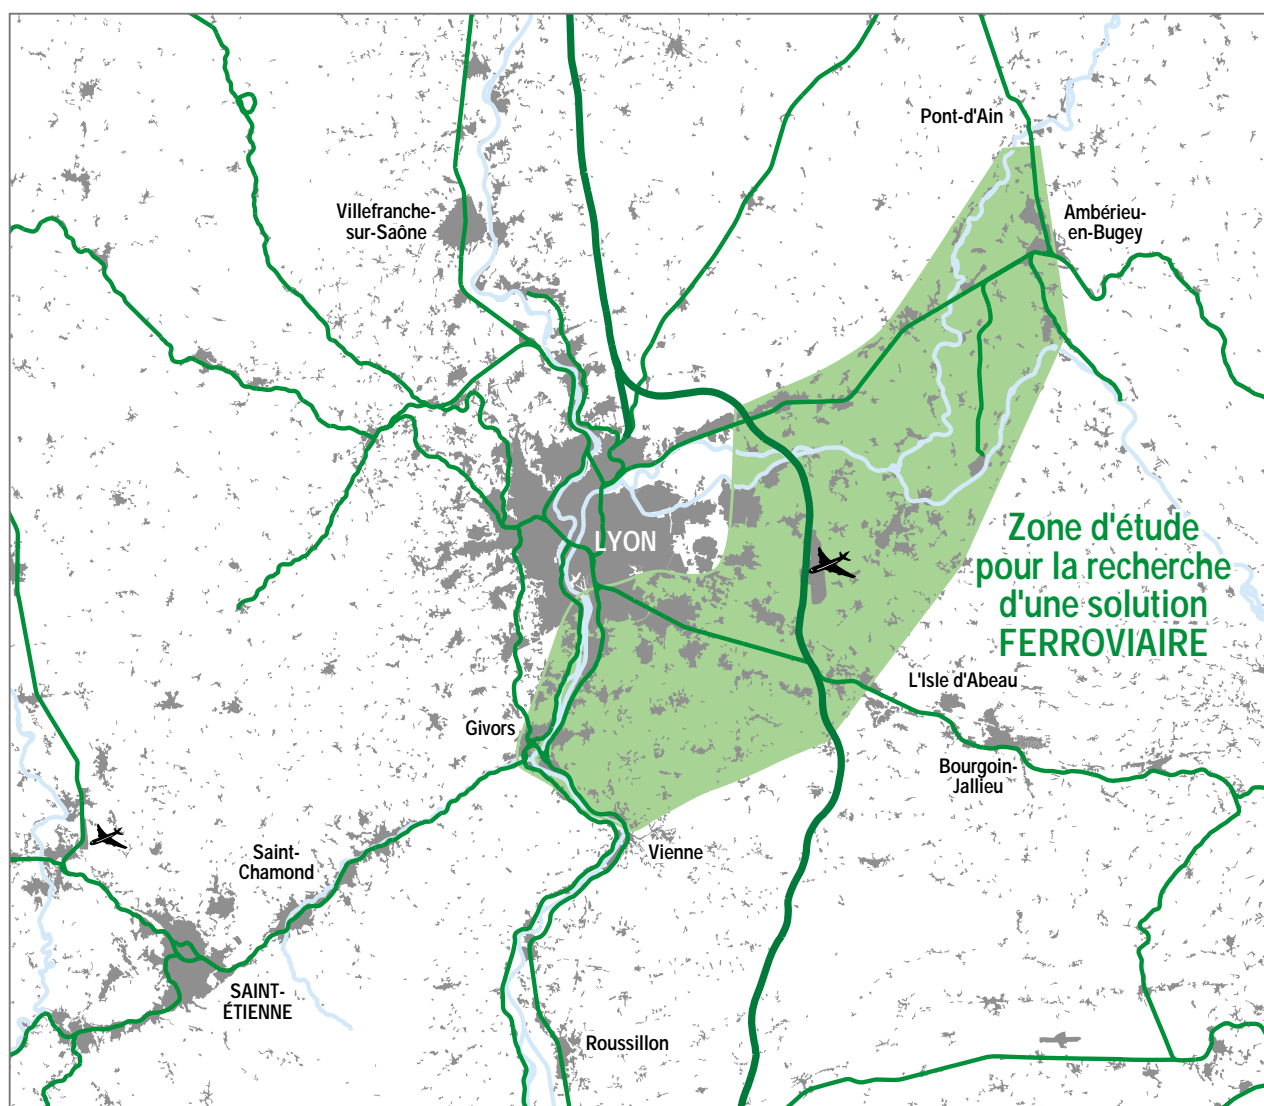 Pont-d'Ain
Villefranche-
sur-Saône
Ambérieu-
en-Bugey
LYON
Zone d'étude
pour la recherche
d'une solution
FERROVIAIRE
L'Isle d'Abeau
Givors
Bourgoin-
Jallieu
Saint-
Chamond
Vienne
SAINT-
ÉTIENNE
Roussillon